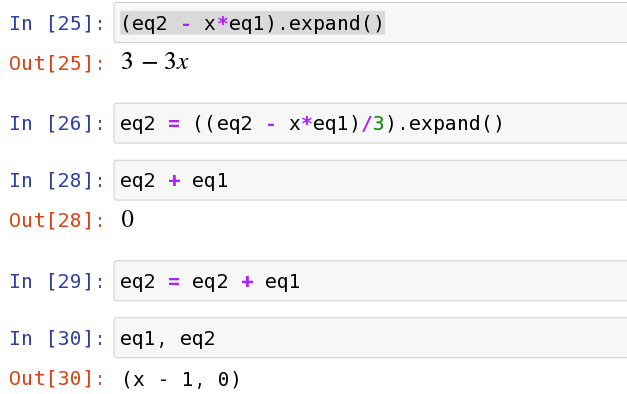 In [25]: (eq2 - x*eq1).expand()
Out[25]: 3 − 3x
In [26]: eq2 = ((eq2 - x*eq1)/3).expand()
In [28]: eq2 + eq1
Out[28]: 0
In [29]: eq2 = eq2 + eq1
In [30]: eq1, eq2
Out[30]: (x - 1, 0)